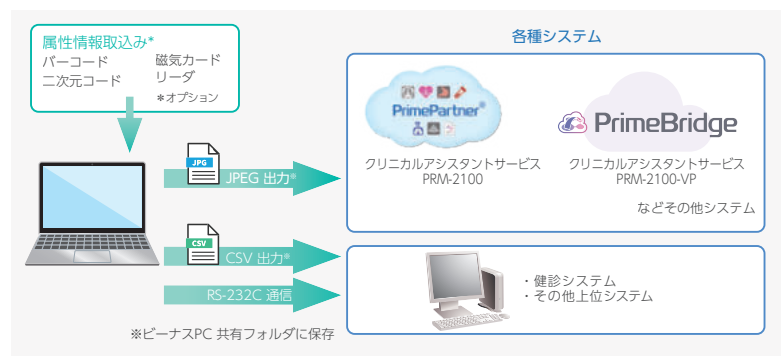 属性情報取込み*
バーコード
二次元コード
磁気カード
リーダ
*オプション
各種システム
PrimePartner®
クリニカルアシスタントサービス
PRM-2100
PrimeBridge
クリニカルアシスタントサービス
PRM-2100-VP
などその他システム
JPG
JPEG 出力※
CSV
CSV 出力※
RS-232C 通信
・健診システム
・その他上位システム
※ビーナスPC 共有フォルダに保存